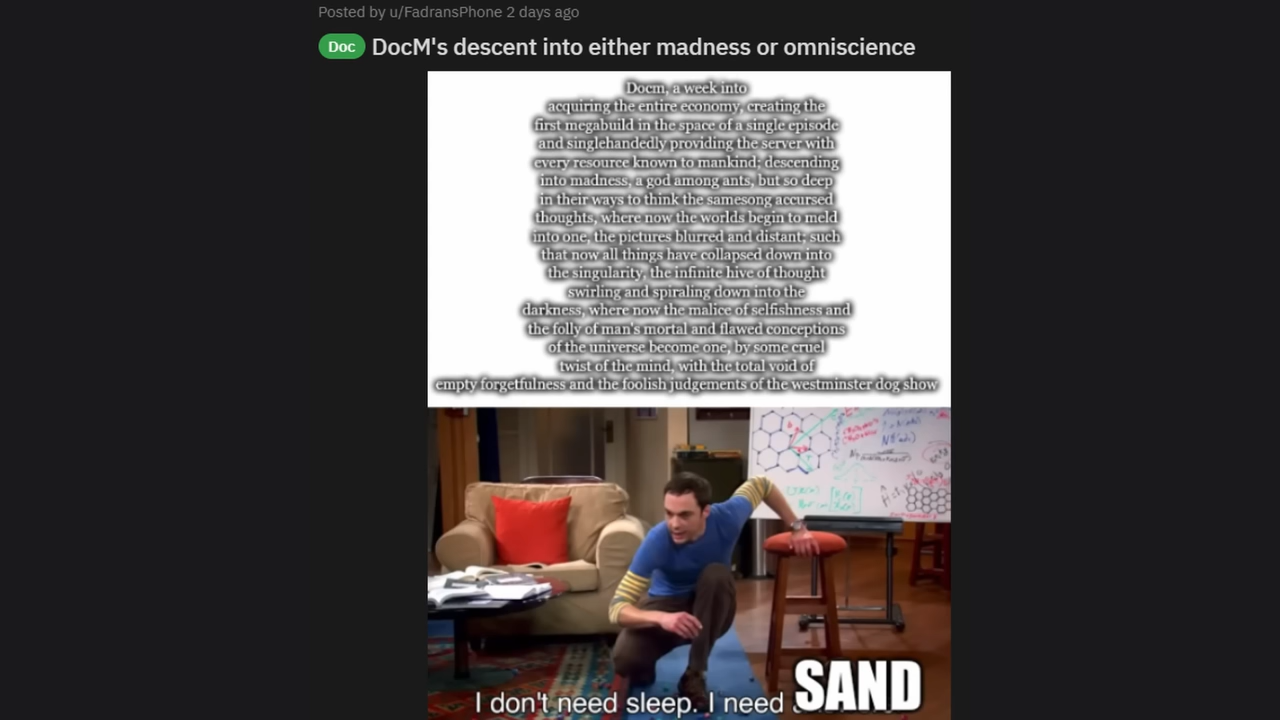 Posted by u/FadransPhone 2 days ago
Doc DocM's descent into either madness or omniscience
Docm, a week into
acquiring the entire economy, creating the
first megabuild in the space of a single episode
and singlehandedly providing the server with
every resource known to mankind; descending
into madness, a god among ants, but so deep
in their ways to think the samesong accursed
thoughts, where now the worlds begin to meld
into one, the pictures blurred and distant; such
that now all things have collapsed down into
the singularity, the infinite hive of thought
swirling and spiraling down into the
darkness, where now the malice of selfishness and
the folly of man's mortal and flawed conceptions
of the universe become one, by some cruel
twist of the mind, with the total void of
empty forgetfulness and the foolish judgements of the westminster dog show
I don't need sleep. I need SAND